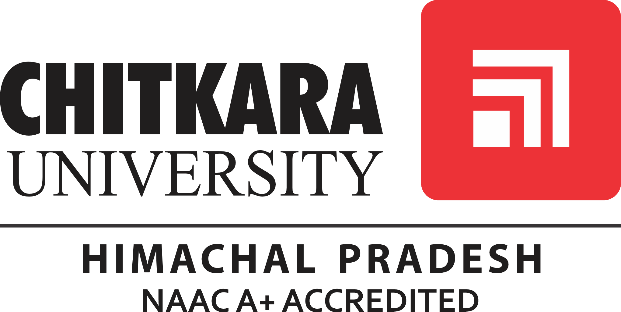 CHITKARA
UNIVERSITY
HIMACHAL PRADESH
NAAC A+ ACCREDITED